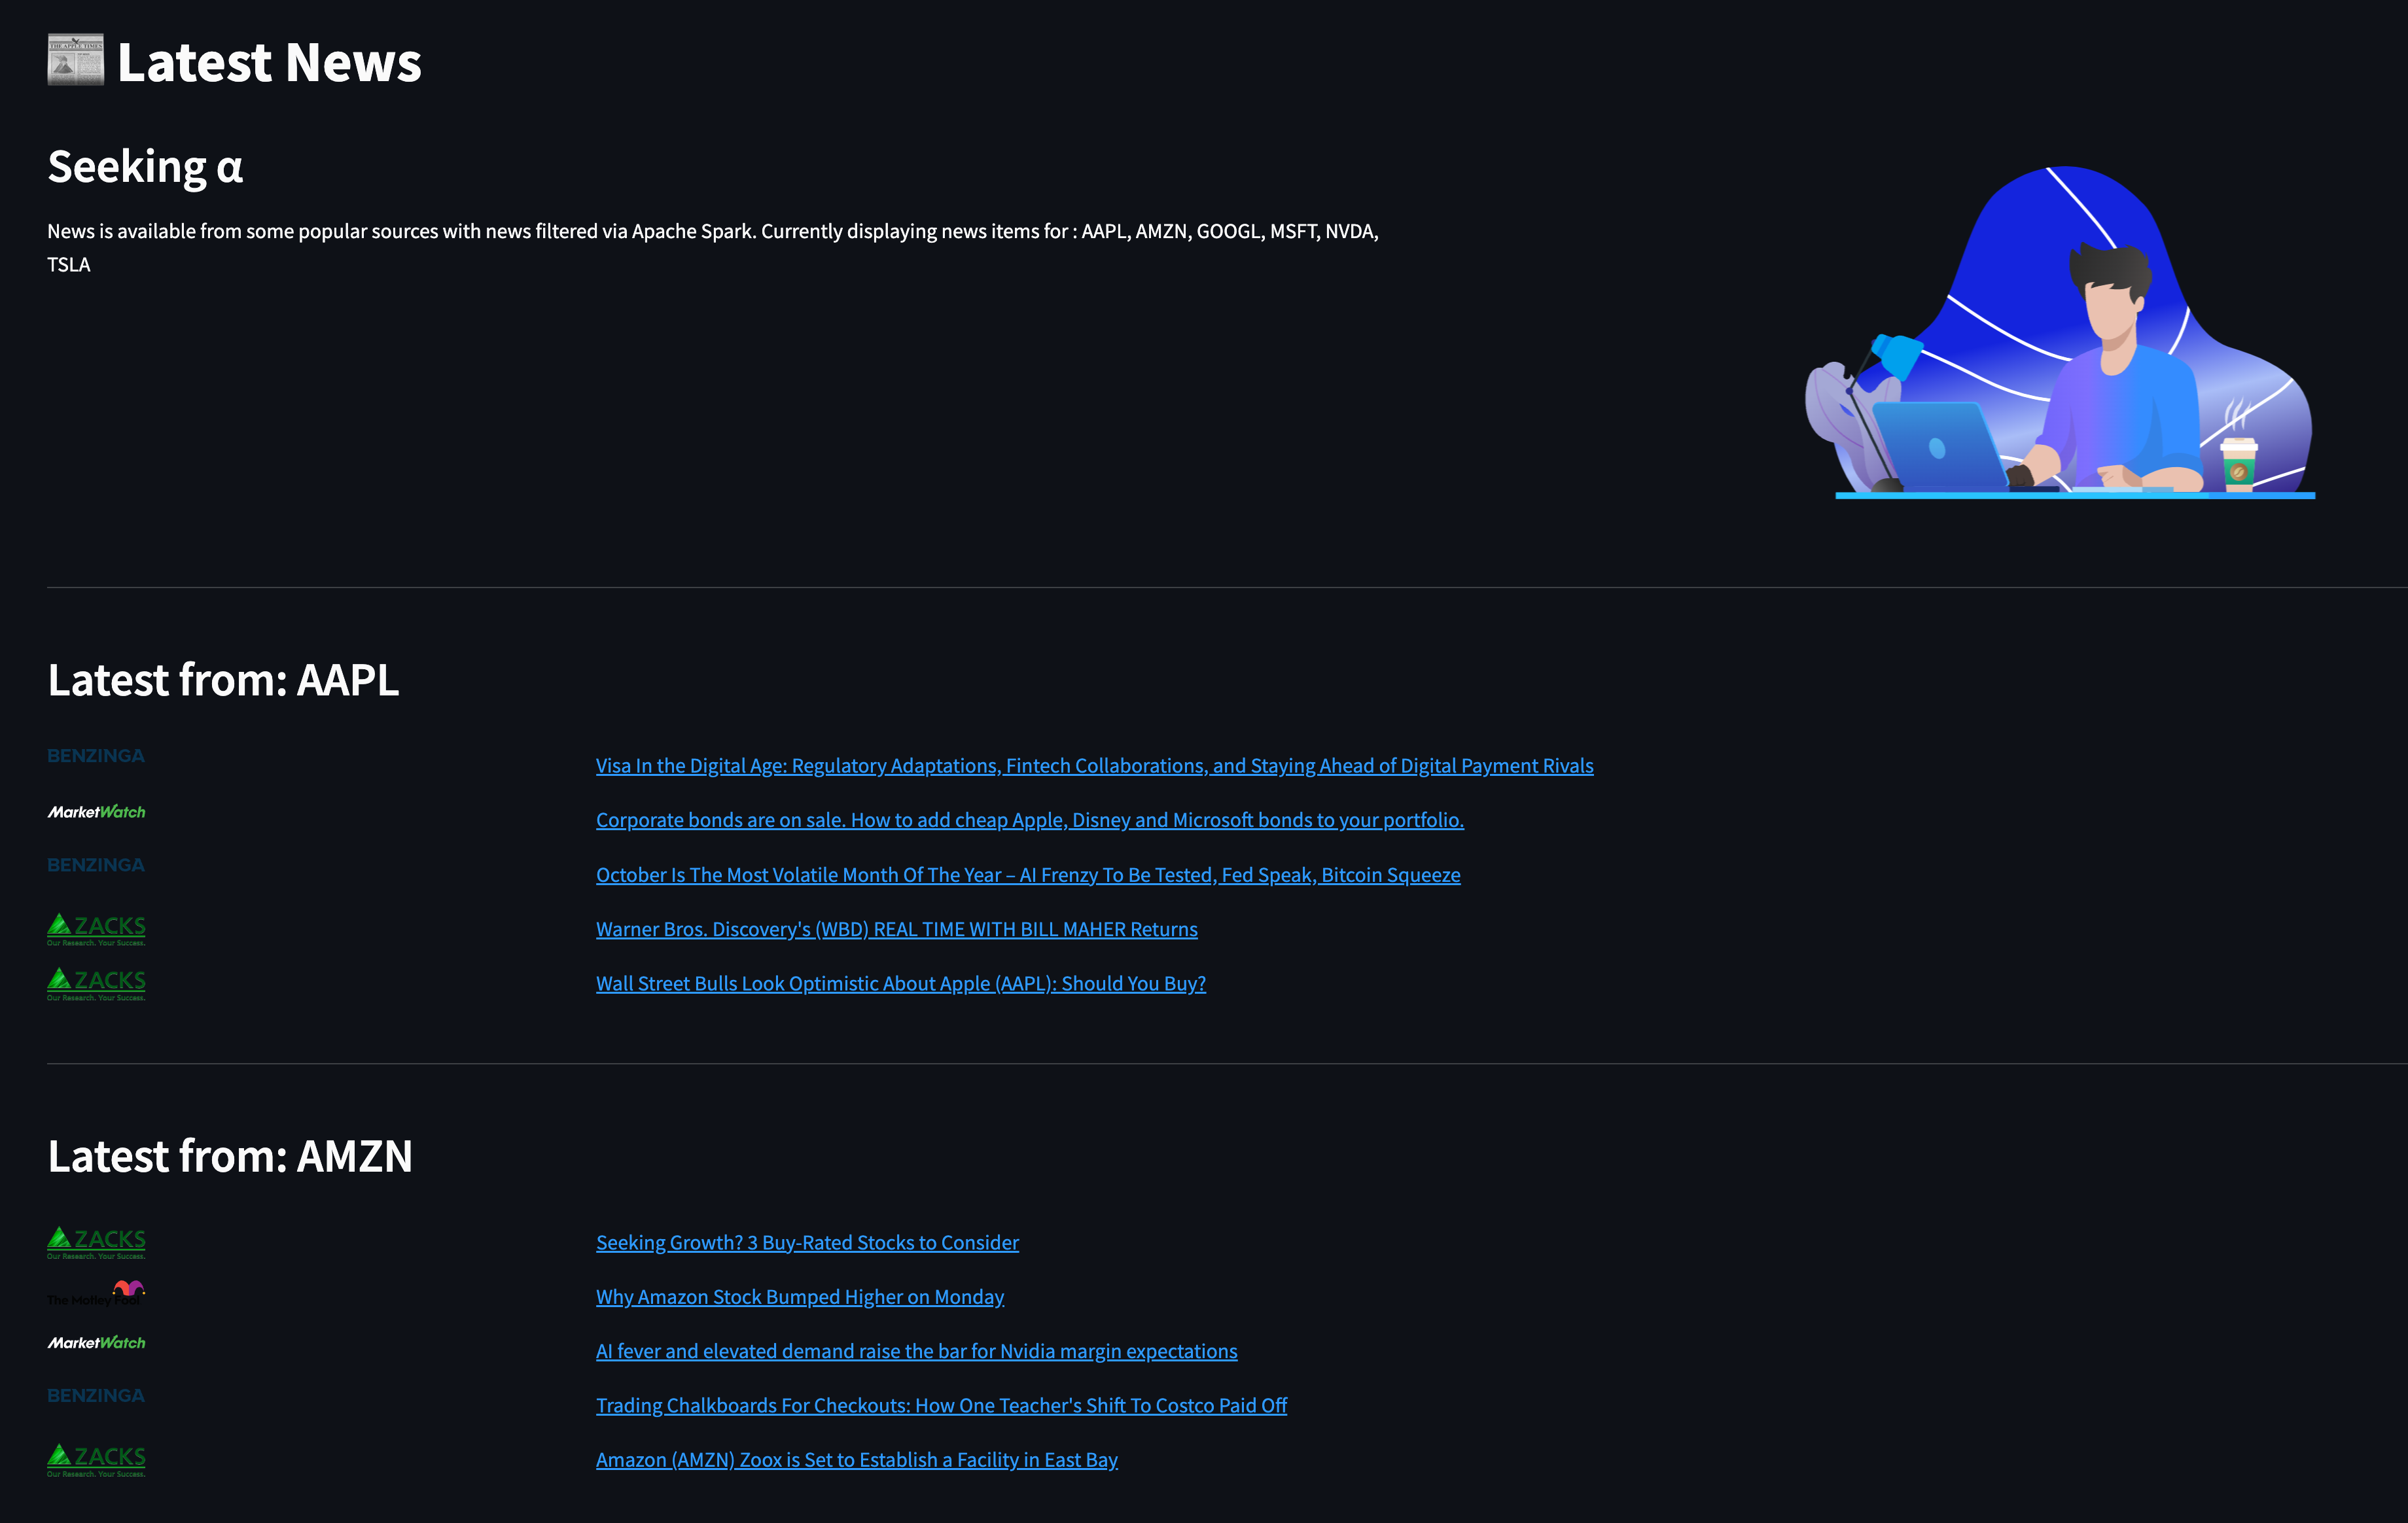 THE APPLE TIMES
Latest News
Seeking α
News is available from some popular sources with news filtered via Apache Spark. Currently displaying news items for : AAPL, AMZN, GOOGL, MSFT, NVDA,
TSLA
Latest from: AAPL
BENZINGA Visa In the Digital Age: Regulatory Adaptations, Fintech Collaborations, and Staying Ahead of Digital Payment Rivals
MarketWatch Corporate bonds are on sale. How to add cheap Apple, Disney and Microsoft bonds to your portfolio.
BENZINGA October Is The Most Volatile Month Of The Year – AI Frenzy To Be Tested, Fed Speak, Bitcoin Squeeze
ZACKS Warner Bros. Discovery's (WBD) REAL TIME WITH BILL MAHER Returns
Our Research. Your Success.
ZACKS Wall Street Bulls Look Optimistic About Apple (AAPL): Should You Buy?
Our Research. Your Success.
Latest from: AMZN
ZACKS Seeking Growth? 3 Buy-Rated Stocks to Consider
Our Research. Your Success.
The Motley Fool Why Amazon Stock Bumped Higher on Monday
MarketWatch AI fever and elevated demand raise the bar for Nvidia margin expectations
BENZINGA Trading Chalkboards For Checkouts: How One Teacher's Shift To Costco Paid Off
ZACKS Amazon (AMZN) Zoox is Set to Establish a Facility in East Bay
Our Research. Your Success.